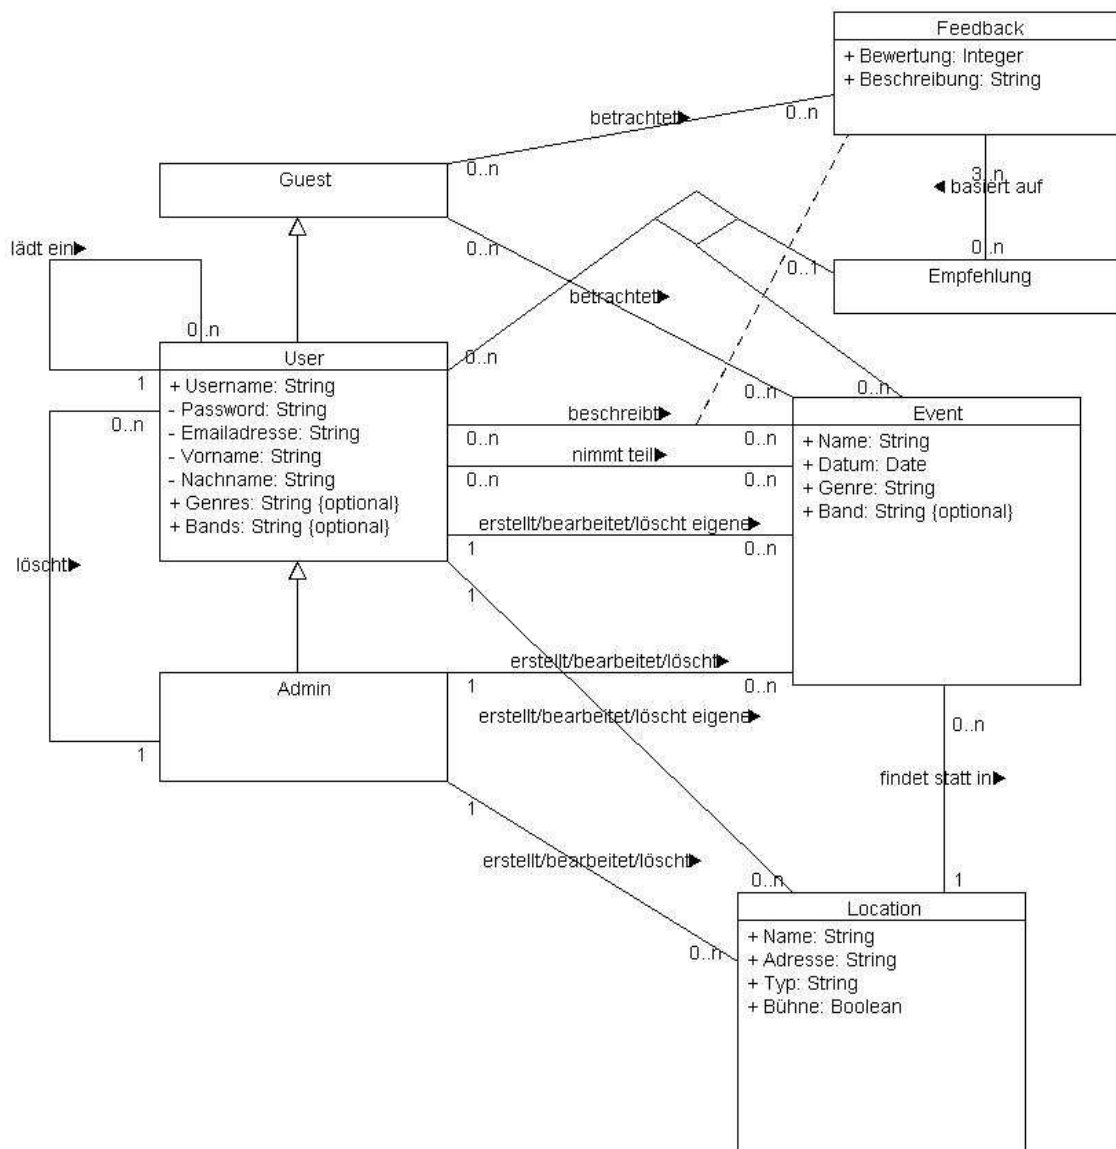 Feedback
+ Bewertung: Integer
+ Beschreibung: String
betrachtet
0..n
0..n
Guest
3..n
basiert auf
0..n
lädt ein
0..n
0..1
Empfehlung
betrachtet
0..n
User
0..n
1
+ Username: String
- Password: String
- Emailadresse: String
- Vorname: String
- Nachname: String
+ Genres: String {optional}
+ Bands: String {optional}
0..n
0..n
0..n
Event
+ Name: String
+ Datum: Date
+ Genre: String
+ Band: String {optional}
beschreibt
0..n
0..n
nimmt teil
0..n
0..n
erstellt/bearbeitet/löscht eigene
1
0..n
löscht
1
erstellt/bearbeitet/löscht
Admin
1
0..n
erstellt/bearbeitet/löscht eigene
0..n
1
findet statt in
1
erstellt/bearbeitet/löscht
0..n
1
0..n
Location
+ Name: String
+ Adresse: String
+ Typ: String
+ Bühne: Boolean